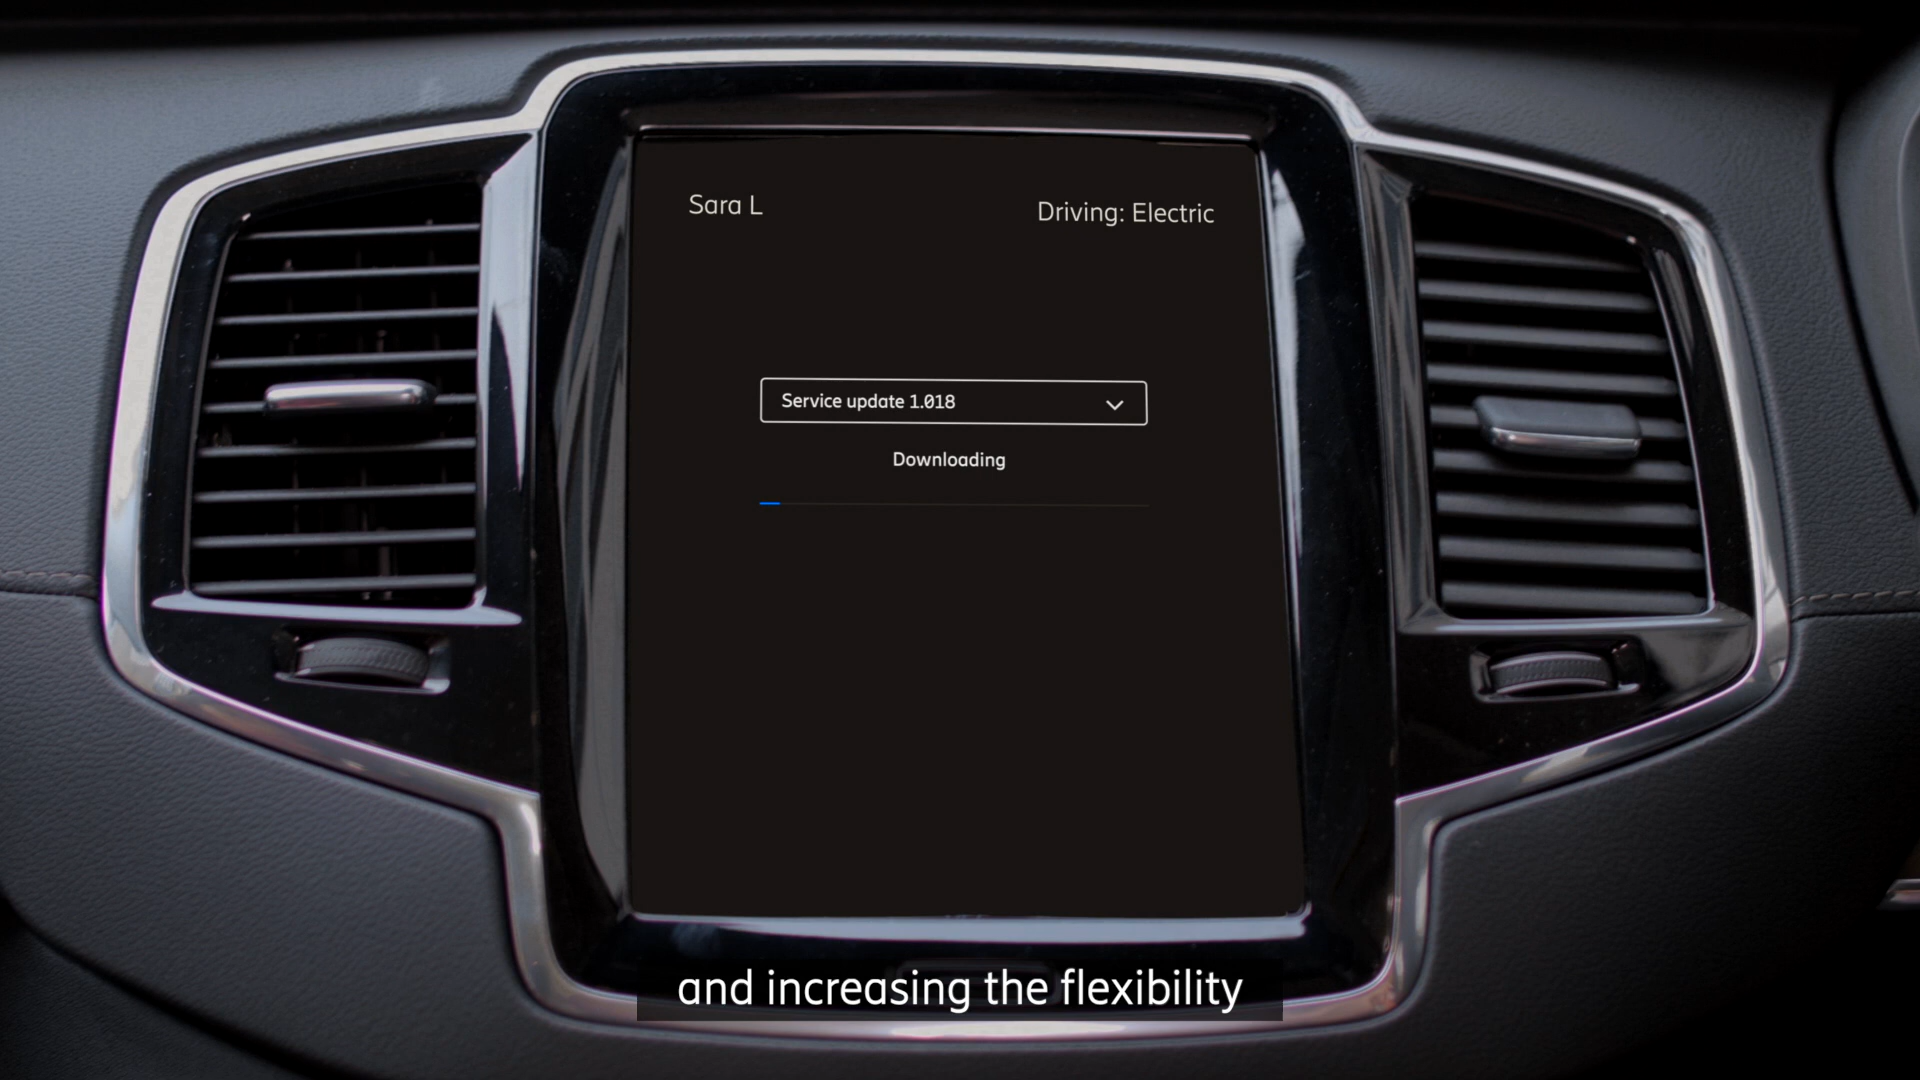 Sara L
Driving: Electric
Service update 1.018
Downloading
and increasing the flexibility